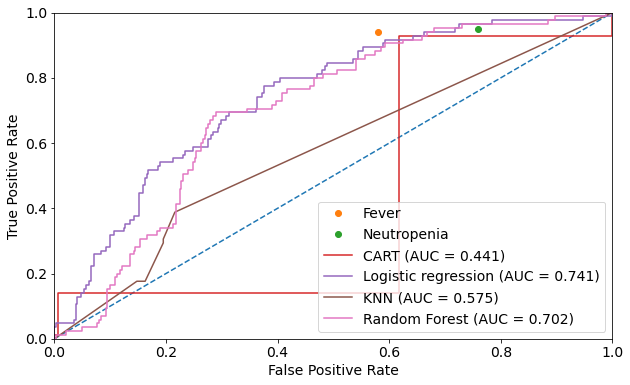 1.0
0.8
0.6
0.4
0.2
0.0
True Positive Rate
Fever
Neutropenia
CART (AUC = 0.441)
Logistic regression (AUC = 0.741)
KNN (AUC = 0.575)
Random Forest (AUC = 0.702)
0.0 0.2 0.4 0.6 0.8 1.0
False Positive Rate